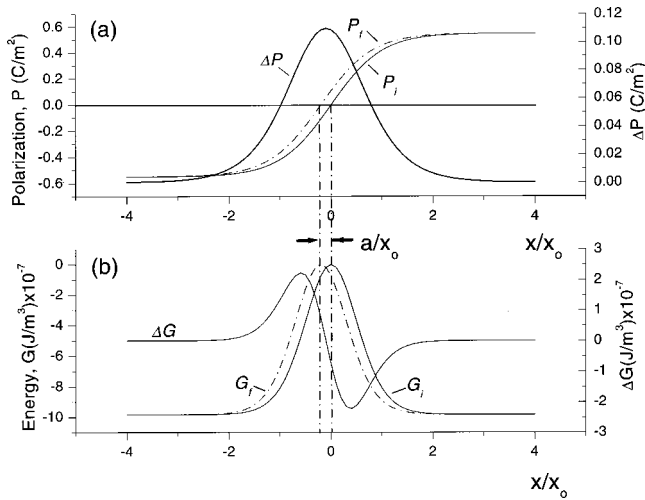 (a)
Polarization, P (C/m²)
0.6
0.4
0.2
0.0
-0.2
-0.4
-0.6
ΔP
P_f
P_i
0.12
0.10
0.08
0.06
0.04
0.02
0.00
ΔP (C/m²)
-4
-2
0
2
4
x/x_o
a/x_o
(b)
Energy, G(J/m³)x10⁻⁷
0
-2
-4
-6
-8
-10
ΔG
G_f
G_i
3
2
1
0
-1
-2
-3
ΔG(J/m³)x10⁻⁷
-4
-2
0
2
4
x/x_o